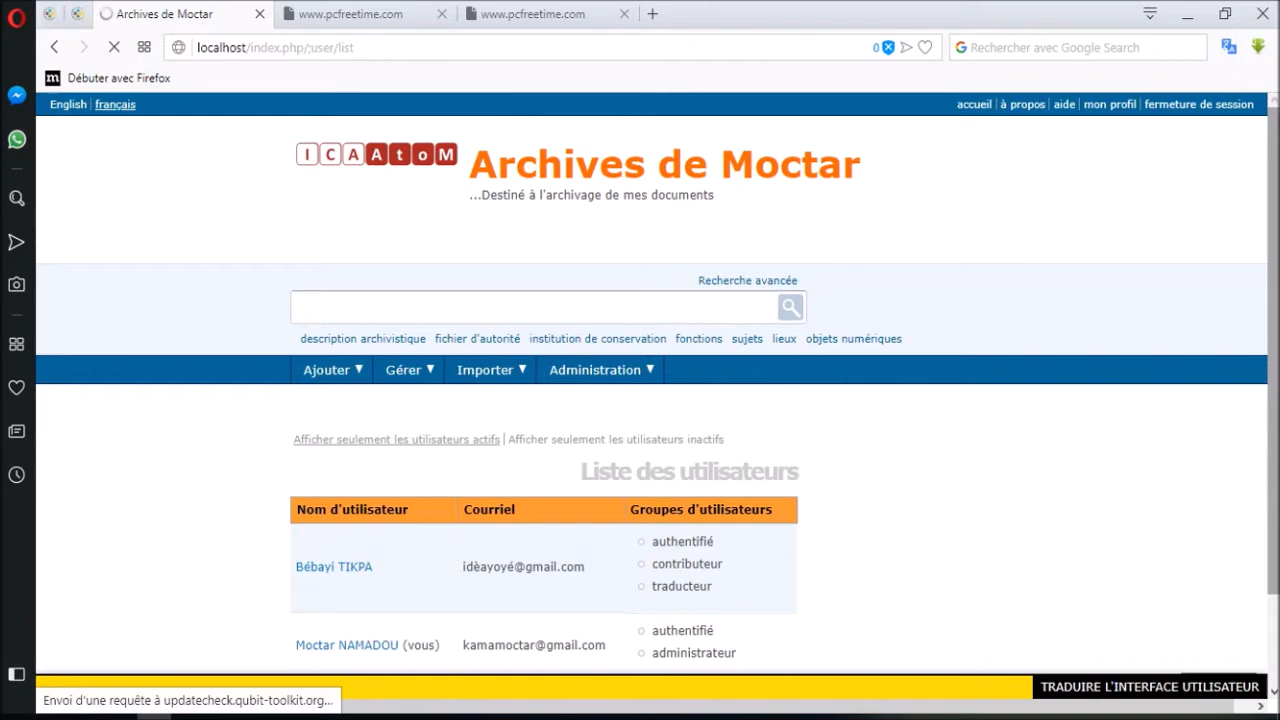 Archives de Moctar
www.pcfreetime.com
www.pcfreetime.com
localhost/index.php/;user/list
0
Rechercher avec Google Search
m Débuter avec Firefox
English | français
accueil | à propos | aide | mon profil | fermeture de session
ICAAtoM
Archives de Moctar
...Destiné à l'archivage de mes documents
Recherche avancée
description archivistique fichier d'autorité institution de conservation fonctions sujets lieux objets numériques
Ajouter ▼ Gérer ▼ Importer ▼ Administration ▼
Afficher seulement les utilisateurs actifs | Afficher seulement les utilisateurs inactifs
Liste des utilisateurs
Nom d'utilisateur Courriel Groupes d'utilisateurs
authentifié
contributeur
Bébayi TIKPA idèayoyé@gmail.com
traducteur
authentifié
Moctar NAMADOU (vous) kamamoctar@gmail.com
administrateur
TRADUIRE L'INTERFACE UTILISATEUR
Envoi d'une requête à updatecheck.qubit-toolkit.org...